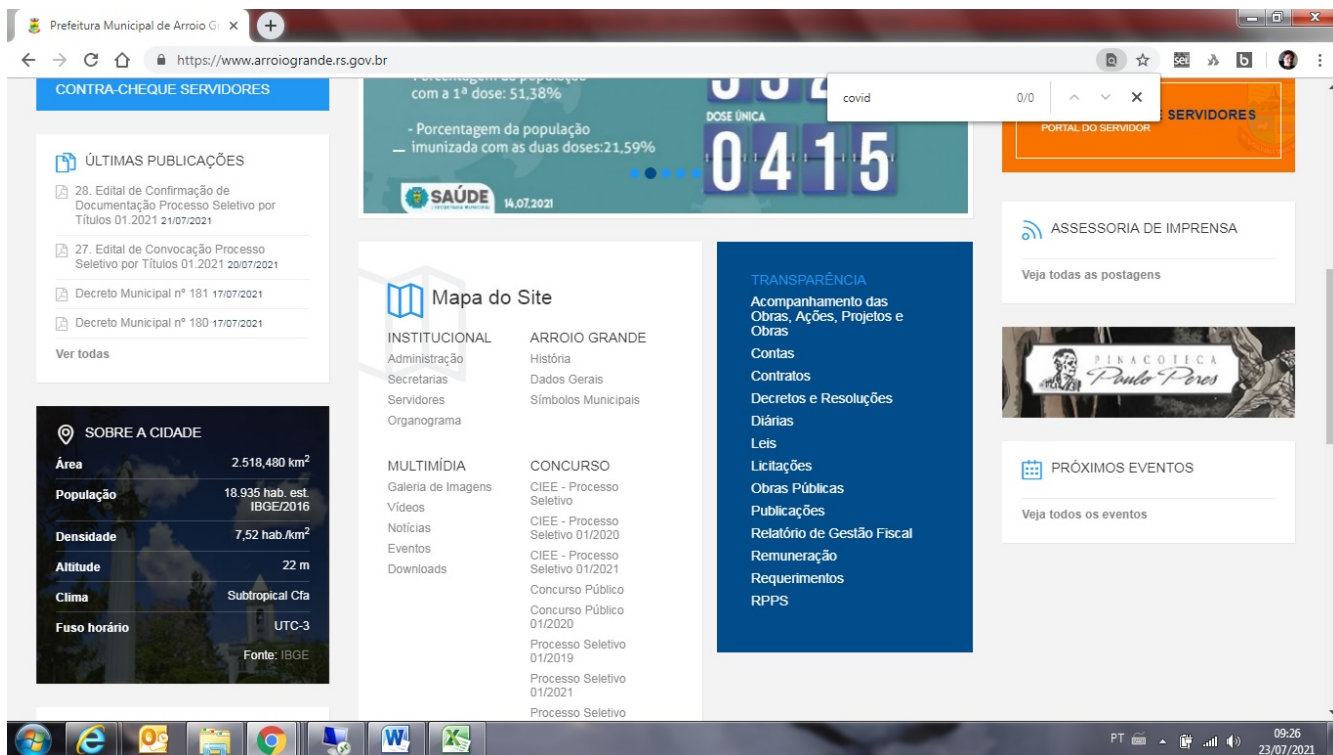 Prefeitura Municipal de Arroio G
https://www.arroiogrande.rs.gov.br
covid
0/0
CONTRA-CHEQUE SERVIDORES
ÚLTIMAS PUBLICAÇÕES
28. Edital de Confirmação de
Documentação Processo Seletivo por
Títulos 01.2021 21/07/2021
27. Edital de Convocação Processo
Seletivo por Títulos 01.2021 20/07/2021
Decreto Municipal nº 181 17/07/2021
Decreto Municipal nº 180 17/07/2021
Ver todas
SOBRE A CIDADE
Área 2.518,480 km²
População 18.935 hab. est.
IBGE/2016
Densidade 7,52 hab./km²
Altitude 22 m
Clima Subtropical Cfa
Fuso horário UTC-3
Fonte: IBGE
- Porcentagem da população
com a 1ª dose: 51,38%
- Porcentagem da população
imunizada com as duas doses:21,59%
SAÚDE
14.07.2021
DOSE ÚNICA
0415
Mapa do Site
INSTITUCIONAL
Administração
Secretarias
Servidores
Organograma
ARROIO GRANDE
História
Dados Gerais
Símbolos Municipais
MULTIMÍDIA
Galeria de Imagens
Vídeos
Notícias
Eventos
Downloads
CONCURSO
CIEE - Processo
Seletivo
CIEE - Processo
Seletivo 01/2020
CIEE - Processo
Seletivo 01/2021
Concurso Público
Concurso Público
01/2020
Processo Seletivo
01/2019
Processo Seletivo
01/2021
Processo Seletivo
TRANSPARÊNCIA
Acompanhamento das
Obras, Ações, Projetos e
Obras
Contas
Contratos
Decretos e Resoluções
Diárias
Leis
Licitações
Obras Públicas
Publicações
Relatório de Gestão Fiscal
Remuneração
Requerimentos
RPPS
SERVIDORES
PORTAL DO SERVIDOR
ASSESSORIA DE IMPRENSA
Veja todas as postagens
PINACOTECA
Paulo Peres
PRÓXIMOS EVENTOS
Veja todos os eventos
PT
09:26
23/07/2021